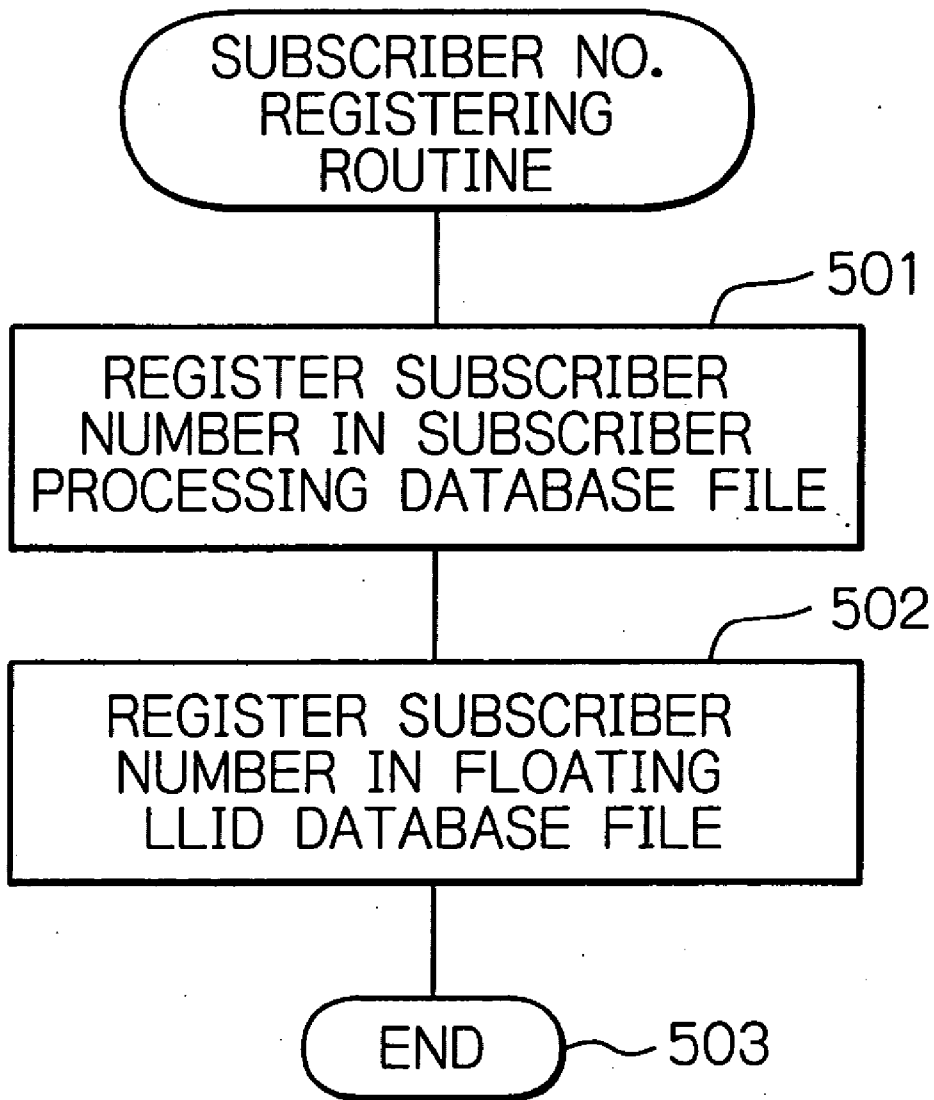 SUBSCRIBER NO.
REGISTERING
ROUTINE
501
REGISTER SUBSCRIBER
NUMBER IN SUBSCRIBER
PROCESSING DATABASE FILE
502
REGISTER SUBSCRIBER
NUMBER IN FLOATING
LLID DATABASE FILE
END
503